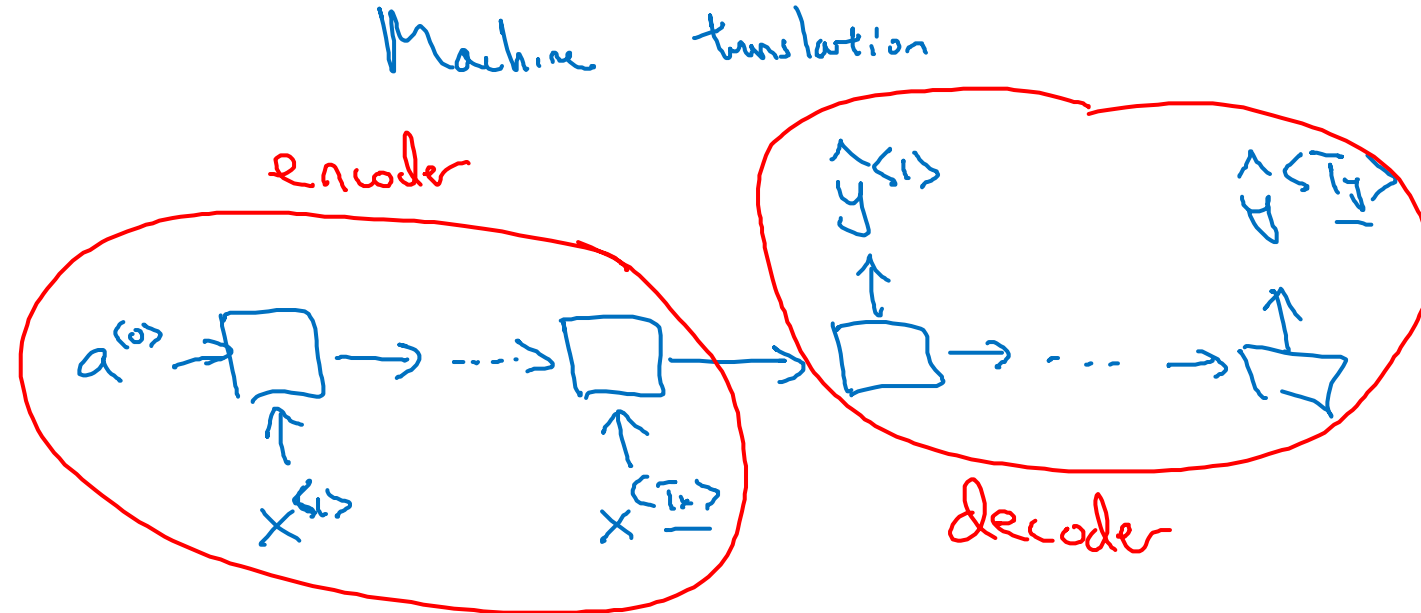 Machine translation
encoder
ŷ<1> ŷ<Ty>
a<0>
x<1> x<Tx>
decoder